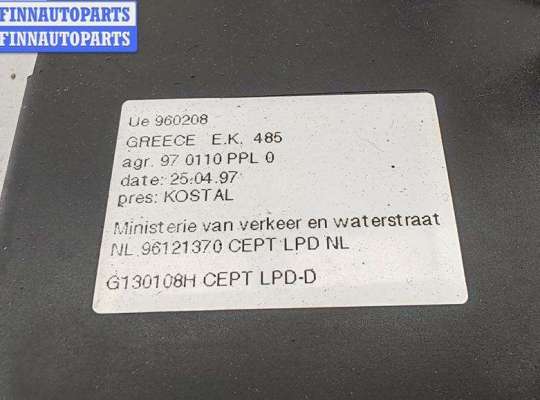 FINNAUTOPARTS
FINNAUTOPARTS
Ue 960208
GREECE E.K. 485
agr. 97 0110 PPL 0
date: 25.04.97
pres: KOSTAL
Ministerie van verkeer en waterstraat
NL 96121370 CEPT LPD NL
G130108H CEPT LPD-D